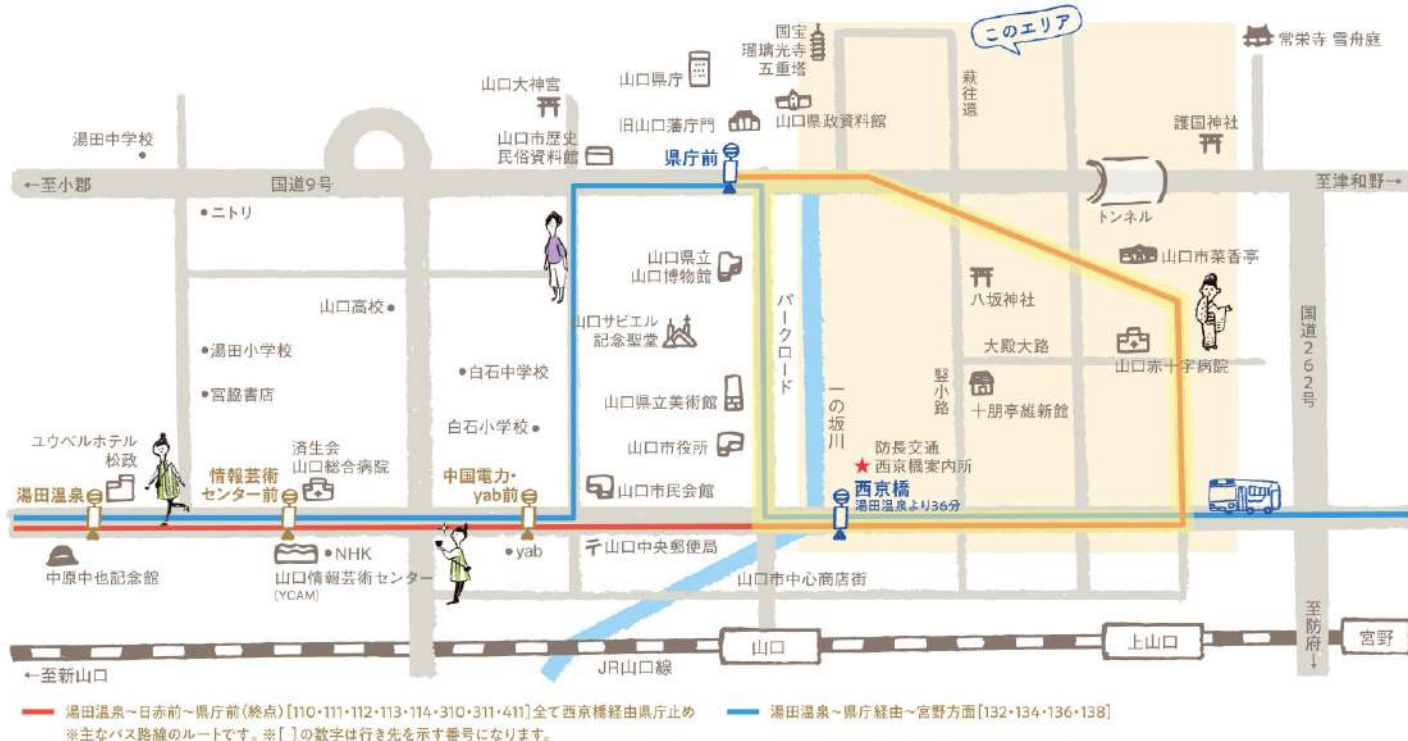 このエリア
国宝
瑠璃光寺
五重塔
常栄寺 雪舟庭
山口県庁
山口大神宮
萩往還
湯田中学校
山口市歴史
民俗資料館
旧山口藩庁門
山口県政資料館
護国神社
県庁前
←至小郡
国道9号
至津和野→
ニトリ
トンネル
山口県立
山口博物館
山口市菜香亭
八坂神社
山口高校
パークロード
国道262号
山口サビエル
記念聖堂
湯田小学校
大殿大路
白石中学校
山口赤十字病院
宮脇書店
山口県立美術館
一の坂川
竪小路
十朋亭維新館
白石小学校
ユウベルホテル
松政
済生会
山口総合病院
山口市役所
防長交通
★ 西京橋案内所
湯田温泉
情報芸術
センター前
中国電力・
yab前
山口市民会館
西京橋
湯田温泉より36分
中原中也記念館
NHK
山口情報芸術センター
(YCAM)
yab
〒山口中央郵便局
山口市中心商店街
至防府→
山口
上山口
宮野
←至新山口
JR山口線
湯田温泉～日赤前～県庁前(終点)[110・111・112・113・114・310・311・411]全て西京橋経由県庁止め
湯田温泉～県庁経由～宮野方面[132・134・136・138]
※主なバス路線のルートです。※[ ]の数字は行き先を示す番号になります。